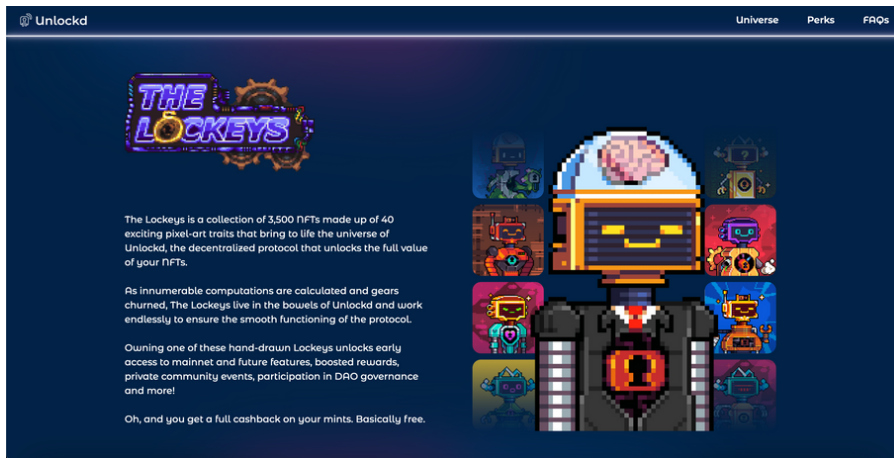 Unlockd
Universe
Perks
FAQs
THE
LOCKEYS
The Lockeys is a collection of 3,500 NFTs made up of 40
exciting pixel-art traits that bring to life the universe of
Unlockd, the decentralized protocol that unlocks the full value
of your NFTs.
As innumerable computations are calculated and gears
churned, The Lockeys live in the bowels of Unlockd and work
endlessly to ensure the smooth functioning of the protocol.
Owning one of these hand-drawn Lockeys unlocks early
access to mainnet and future features, boosted rewards,
private community events, participation in DAO governance
and more!
Oh, and you get a full cashback on your mints. Basically free.
?